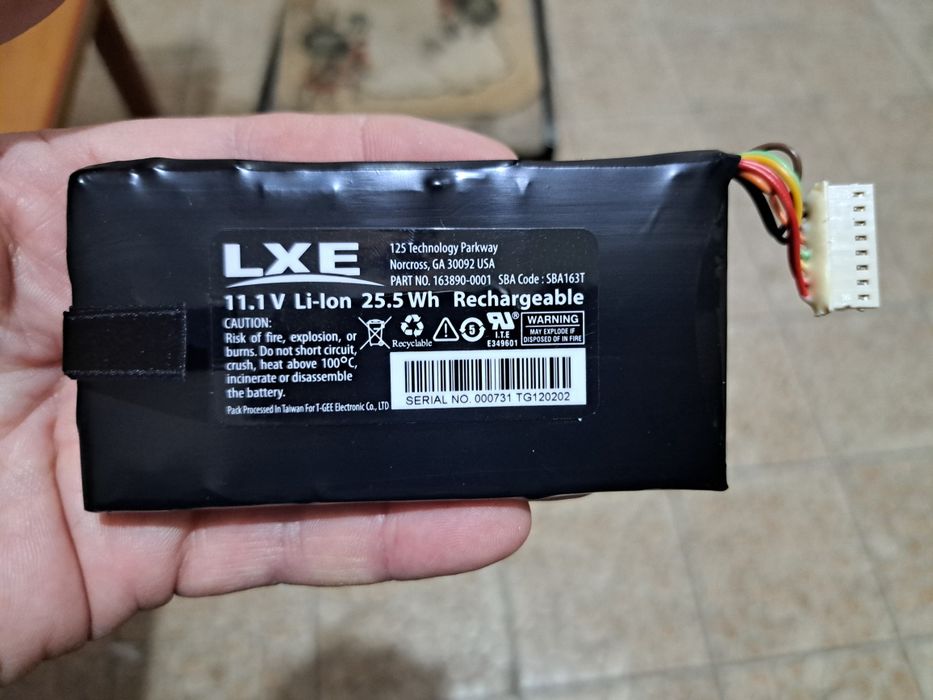 LXE
125 Technology Parkway
Norcross, GA 30092 USA
PART NO. 163890-0001 SBA Code : SBA163T
11.1 V Li-Ion 25.5 Wh Rechargeable
CAUTION:
Risk of fire, explosion, or
burns. Do not short circuit,
crush, heat above 100°C,
incinerate or disassemble
the battery.
Pack Processed In Taiwan For T-GEE Electronic Co., LTD
Recyclable
5
UR®
I.T.E
E349601
WARNING
MAY EXPLODE IF
DISPOSED OF IN FIRE
SERIAL NO. 000731 TG120202